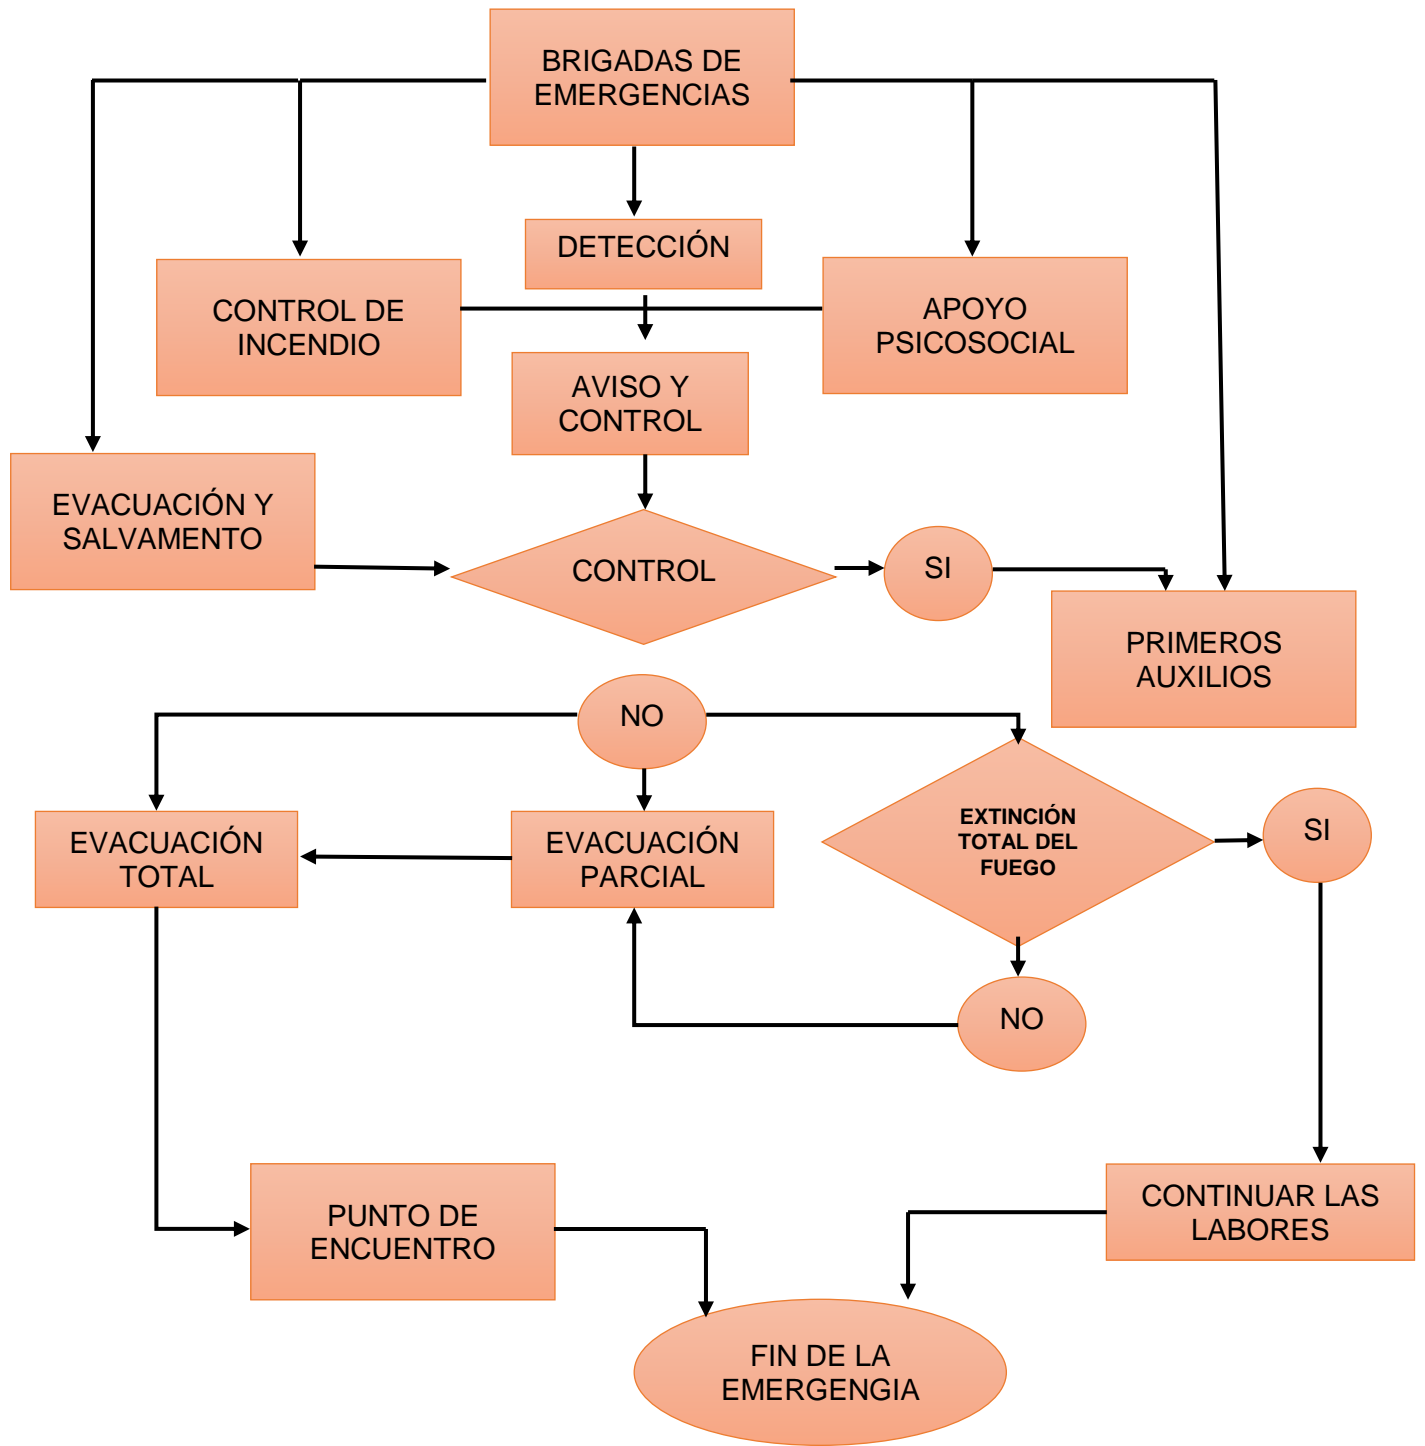 BRIGADAS DE
EMERGENCIAS
DETECCIÓN
CONTROL DE
INCENDIO
APOYO
PSICOSOCIAL
AVISO Y
CONTROL
EVACUACIÓN Y
SALVAMENTO
CONTROL
SI
PRIMEROS
AUXILIOS
NO
EVACUACIÓN
TOTAL
EVACUACIÓN
PARCIAL
EXTINCIÓN
TOTAL DEL
FUEGO
SI
NO
PUNTO DE
ENCUENTRO
CONTINUAR LAS
LABORES
FIN DE LA
EMERGENGIA